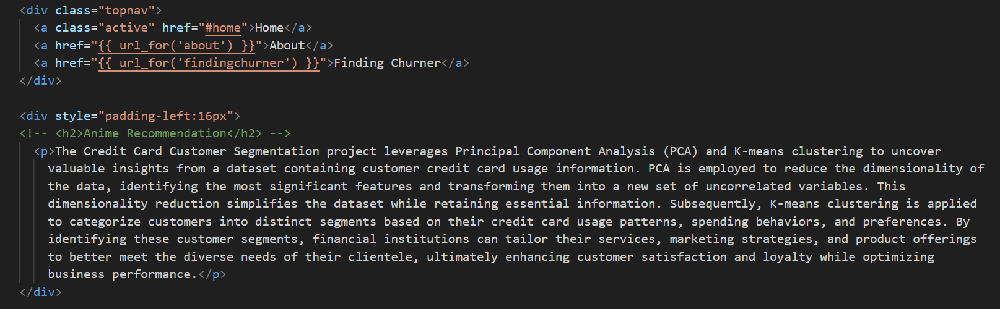 <div class="topnav">
<a class="active" href="#home">Home</a>
<a href="{{ url_for('about') }}">About</a>
<a href="{{ url_for('findingchurner') }}">Finding Churner</a>
</div>
<div style="padding-left:16px">
<!-- <h2>Anime Recommendation</h2> -->
<p>The Credit Card Customer Segmentation project leverages Principal Component Analysis (PCA) and K-means clustering to uncover
valuable insights from a dataset containing customer credit card usage information. PCA is employed to reduce the dimensionality of
the data, identifying the most significant features and transforming them into a new set of uncorrelated variables. This
dimensionality reduction simplifies the dataset while retaining essential information. Subsequently, K-means clustering is applied
to categorize customers into distinct segments based on their credit card usage patterns, spending behaviors, and preferences. By
identifying these customer segments, financial institutions can tailor their services, marketing strategies, and product offerings
to better meet the diverse needs of their clientele, ultimately enhancing customer satisfaction and loyalty while optimizing
business performance.</p>
</div>